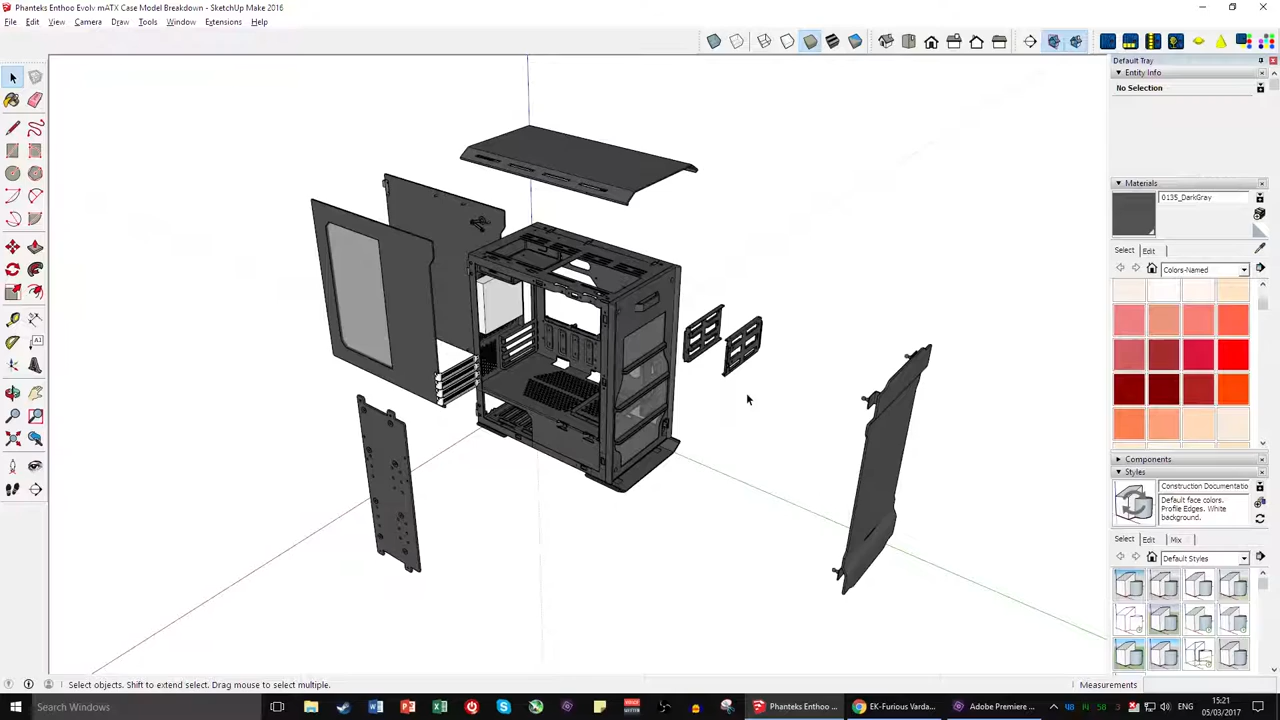 Phanteks Enthoo Evolv mATX Case Model Breakdown - SketchUp Make 2016
File Edit View Camera Draw Tools Window Extensions Help
Default Tray
Entity Info
No Selection
Materials
0135_DarkGray
Select Edit
Colors-Named
Components
Styles
Construction Documentatio
Default face colors.
Profile Edges. White
background.
Select Edit Mix
Default Styles
Select objects. Shift to extend select. Drag mouse to select multiple.
Measurements
Search Windows
Phanteks Enthoo ...
EK-Furious Varda...
Adobe Premiere ...
ENG
15:21
05/03/2017